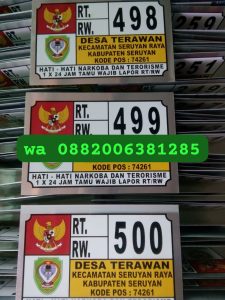 RT. 498
RW.
DESA TERAWAN
KECAMATAN SERUYAN RAYA
KABUPATEN SERUYAN
KODE POS : 74261
HATI - HATI NARKOBA DAN TERORISME
1 X 24 JAM TAMU WAJIB LAPOR RT/RW
RT. 499
RW.
wa 0882006381285
KODE POS : 74261
HATI - HATI NARKOBA DAN TERORISME
1 X 24 JAM TAMU WAJIB LAPOR RT/RW
RT. 500
RW.
DESA TERAWAN
KECAMATAN SERUYAN RAYA
KABUPATEN SERUYAN
KODE POS : 74261